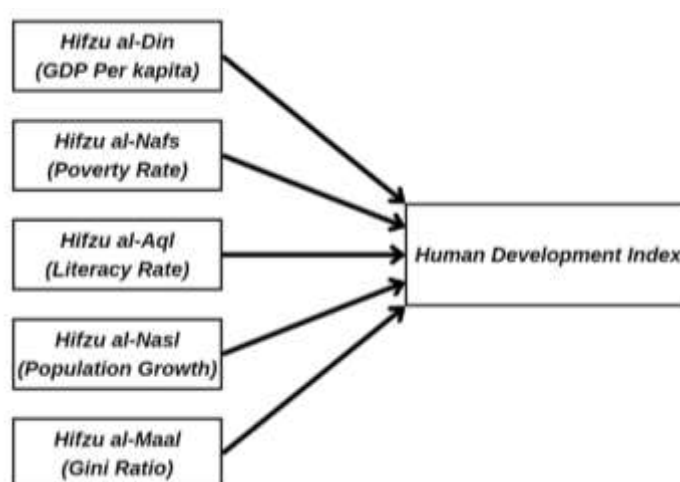 Hifzu al-Din
(GDP Per kapita)
Hifzu al-Nafs
(Poverty Rate)
Hifzu al-Aql
(Literacy Rate)
Hifzu al-Nasl
(Population Growth)
Hifzu al-Maal
(Gini Ratio)
Human Development Index